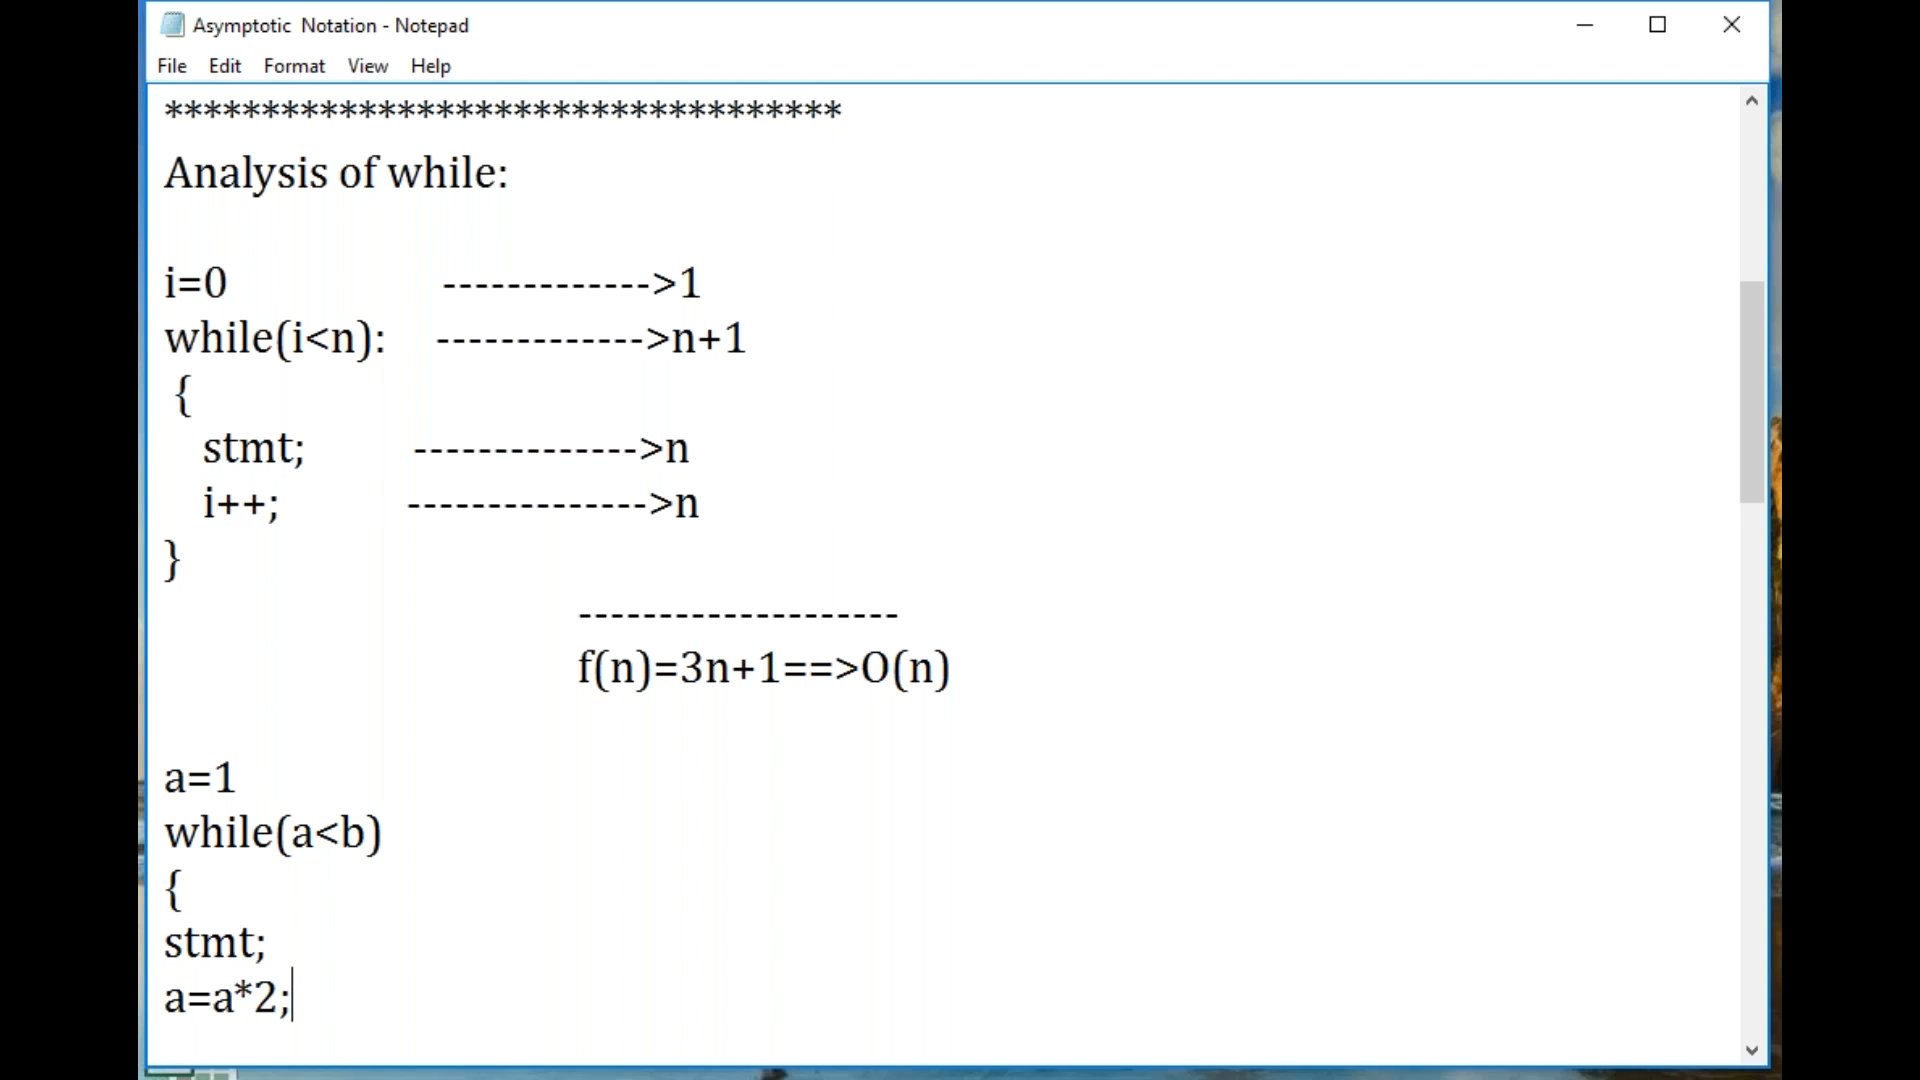 Asymptotic Notation - Notepad
File Edit Format View Help
***********************************
Analysis of while:
i=0 ------------->1
while(i<n): ------------->n+1
{
stmt; -------------->n
i++; --------------->n
}
--------------------
f(n)=3n+1==>O(n)
a=1
while(a<b)
{
stmt;
a=a*2;